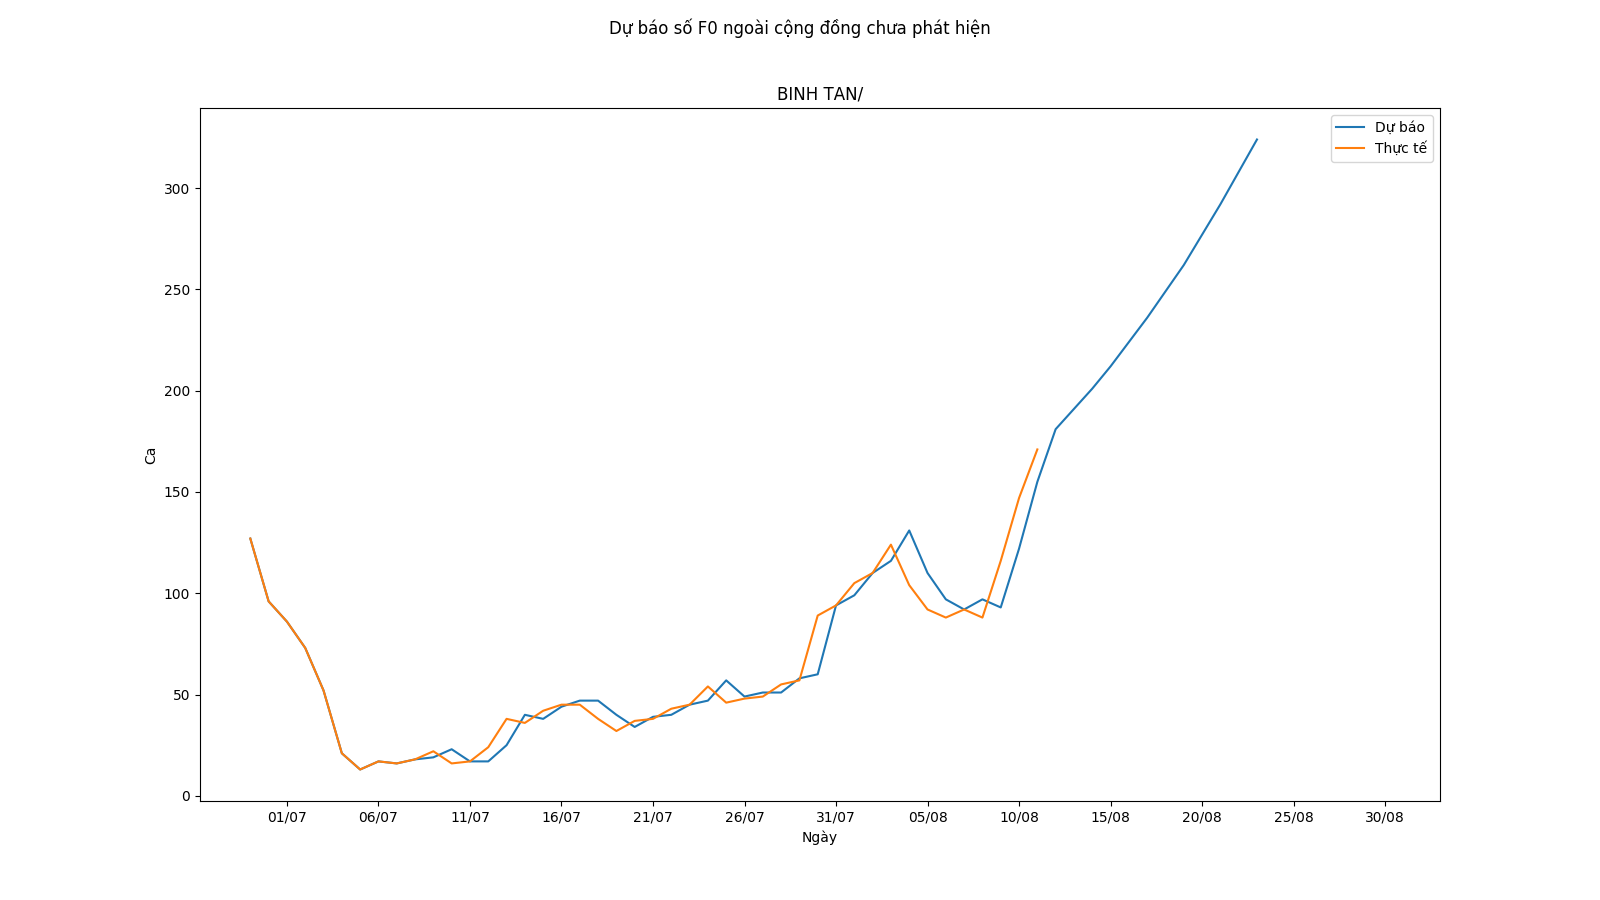 Dự báo số F0 ngoài cộng đồng chưa phát hiện
BINH TAN/
Dự báo
Thực tế
300
250
200
150
100
50
0
Ca
01/07 06/07 11/07 16/07 21/07 26/07 31/07 05/08 10/08 15/08 20/08 25/08 30/08
Ngày